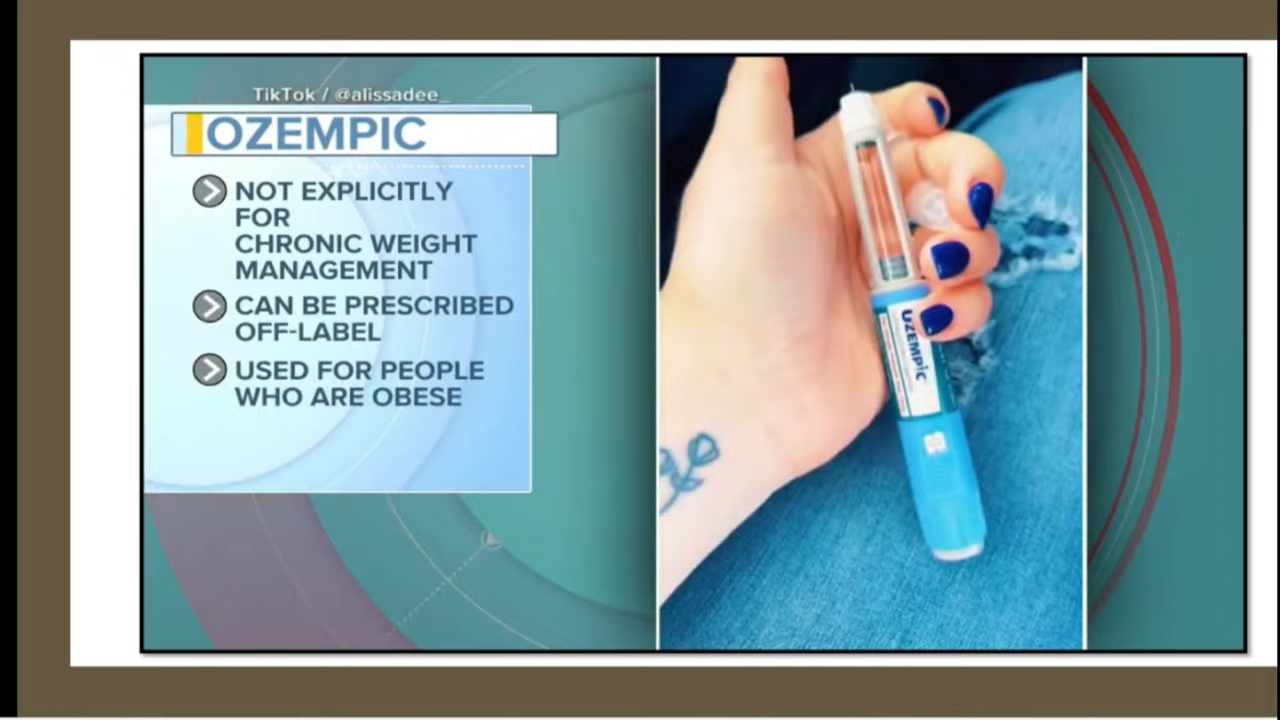 TikTok / @alissadee_
OZEMPIC
NOT EXPLICITLY
FOR
CHRONIC WEIGHT
MANAGEMENT
CAN BE PRESCRIBED
OFF-LABEL
USED FOR PEOPLE
WHO ARE OBESE
OZEMPIC